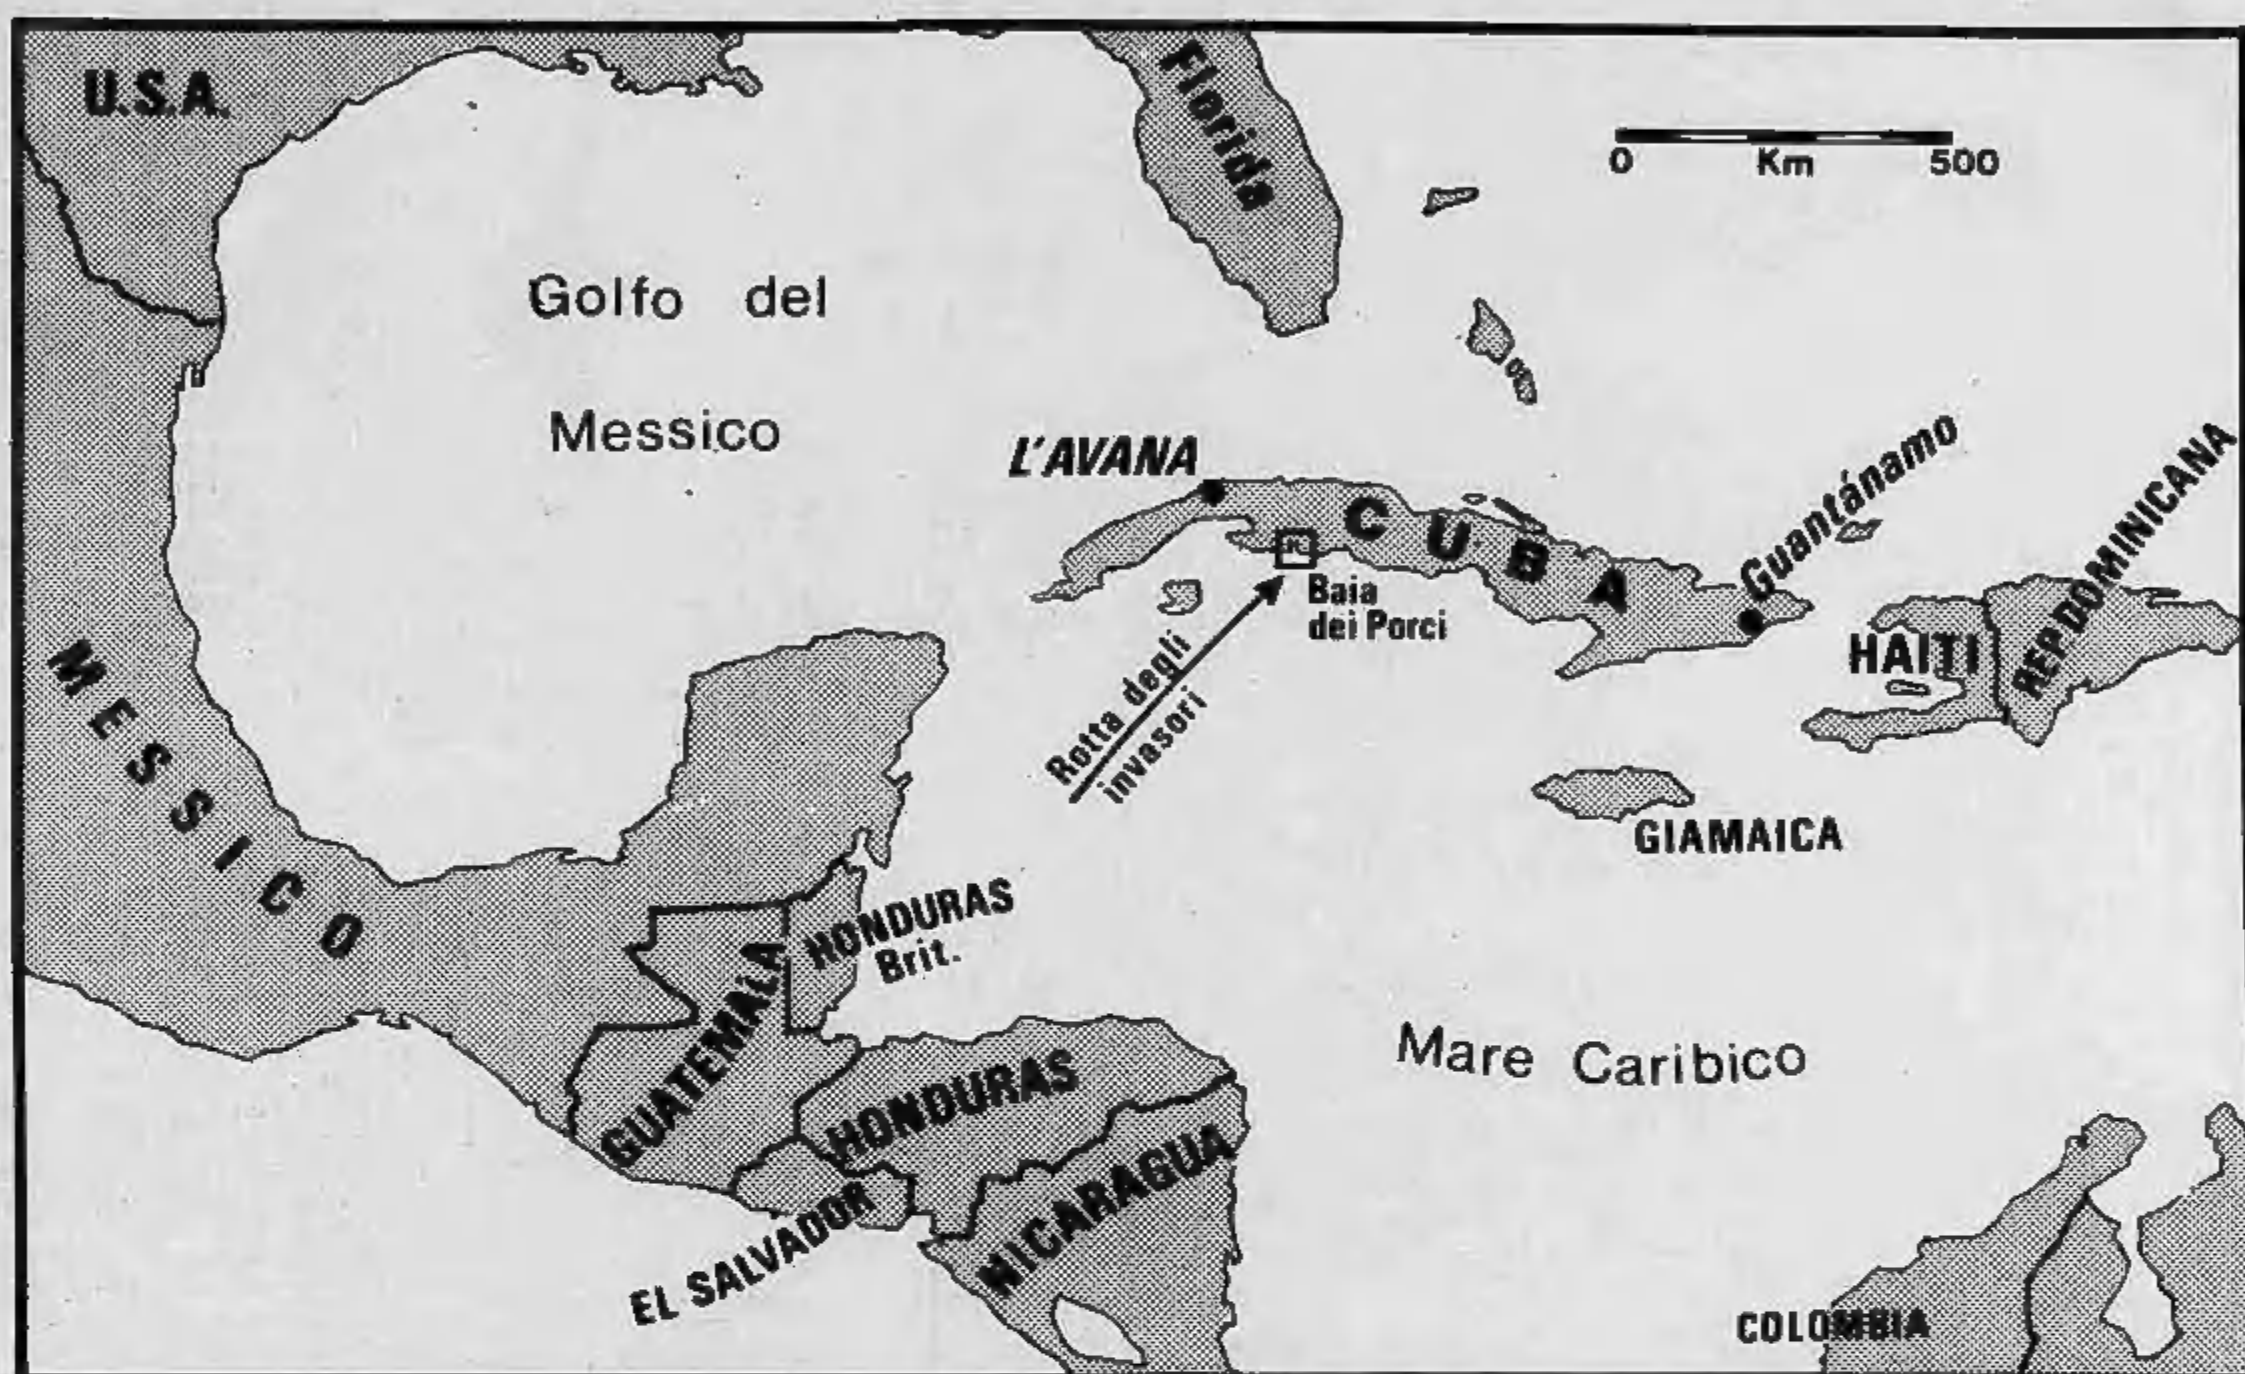 U.S.A.
Florida
0 Km 500
Golfo del
Messico
L'AVANA
CUBA
Guantánamo
REP. DOMINICANA
Baia
dei Porci
HAITI
Rotta degli
invasori
MESSICO
GIAMAICA
HONDURAS
Brit.
GUATEMALA
Mare Caribico
HONDURAS
NICARAGUA
EL SALVADOR
COLOMBIA